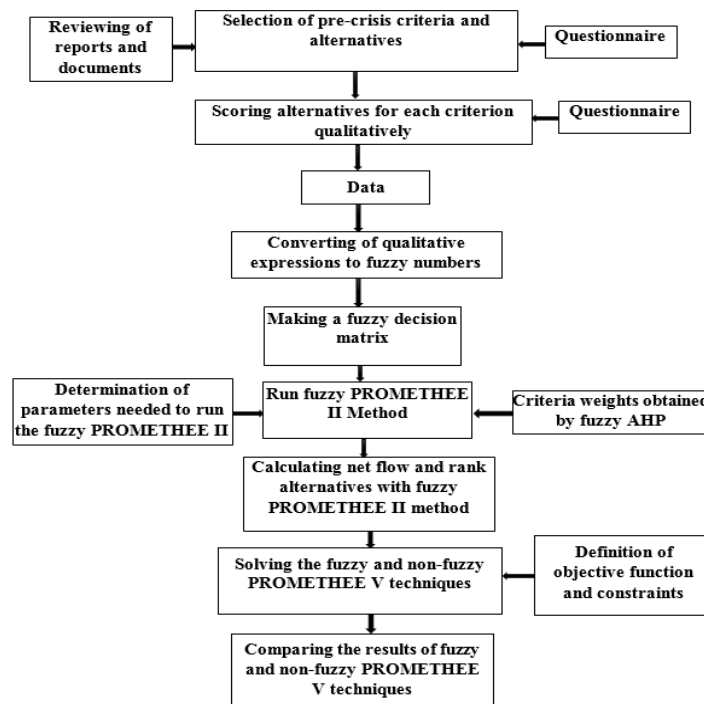 Reviewing of
reports and
documents
Selection of pre-crisis criteria and
alternatives
Questionnaire
Scoring alternatives for each criterion
qualitatively
Questionnaire
Data
Converting of qualitative
expressions to fuzzy numbers
Making a fuzzy decision
matrix
Determination of
parameters needed to run
the fuzzy PROMETHEE II
Run fuzzy PROMETHEE
II Method
Criteria weights obtained
by fuzzy AHP
Calculating net flow and rank
alternatives with fuzzy
PROMETHEE II method
Solving the fuzzy and non-fuzzy
PROMETHEE V techniques
Definition of
objective function
and constraints
Comparing the results of fuzzy
and non-fuzzy PROMETHEE
V techniques